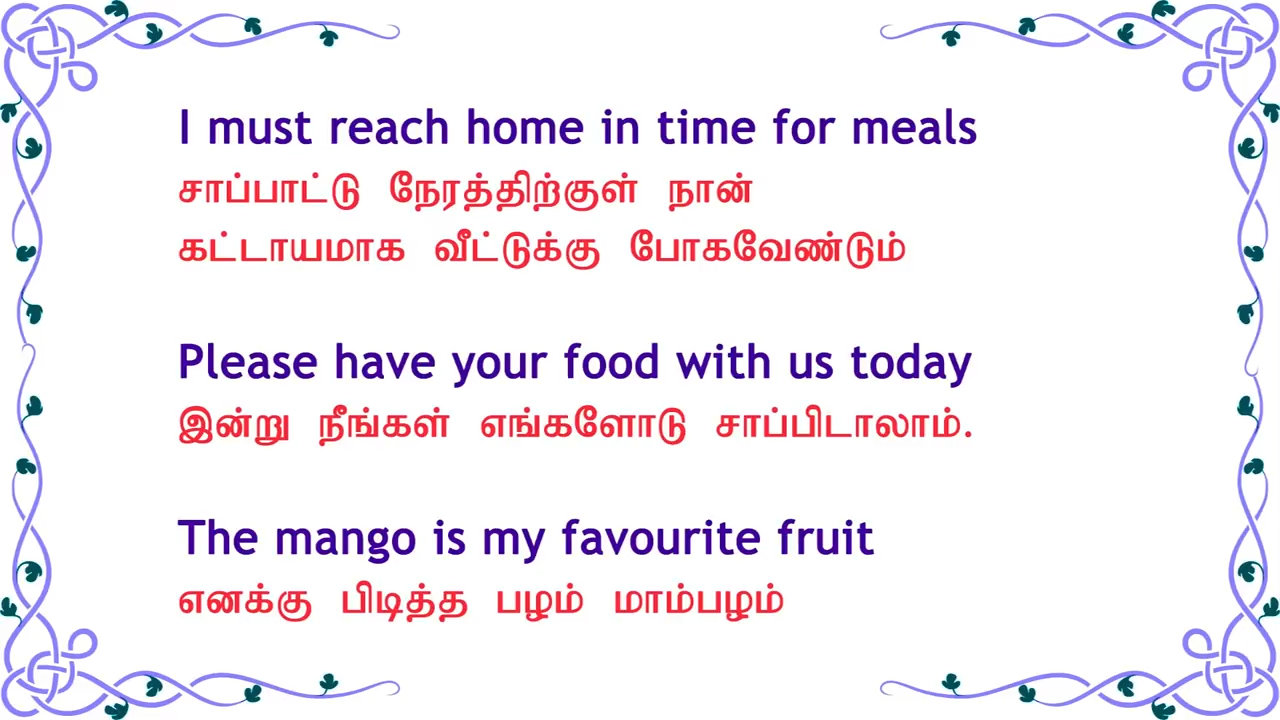 I must reach home in time for meals
சாப்பாட்டு நேரத்திற்குள் நான்
கட்டாயமாக வீட்டுக்கு போகவேண்டும்
Please have your food with us today
இன்று நீங்கள் எங்களோடு சாப்பிடாலாம்.
The mango is my favourite fruit
எனக்கு பிடித்த பழம் மாம்பழம்